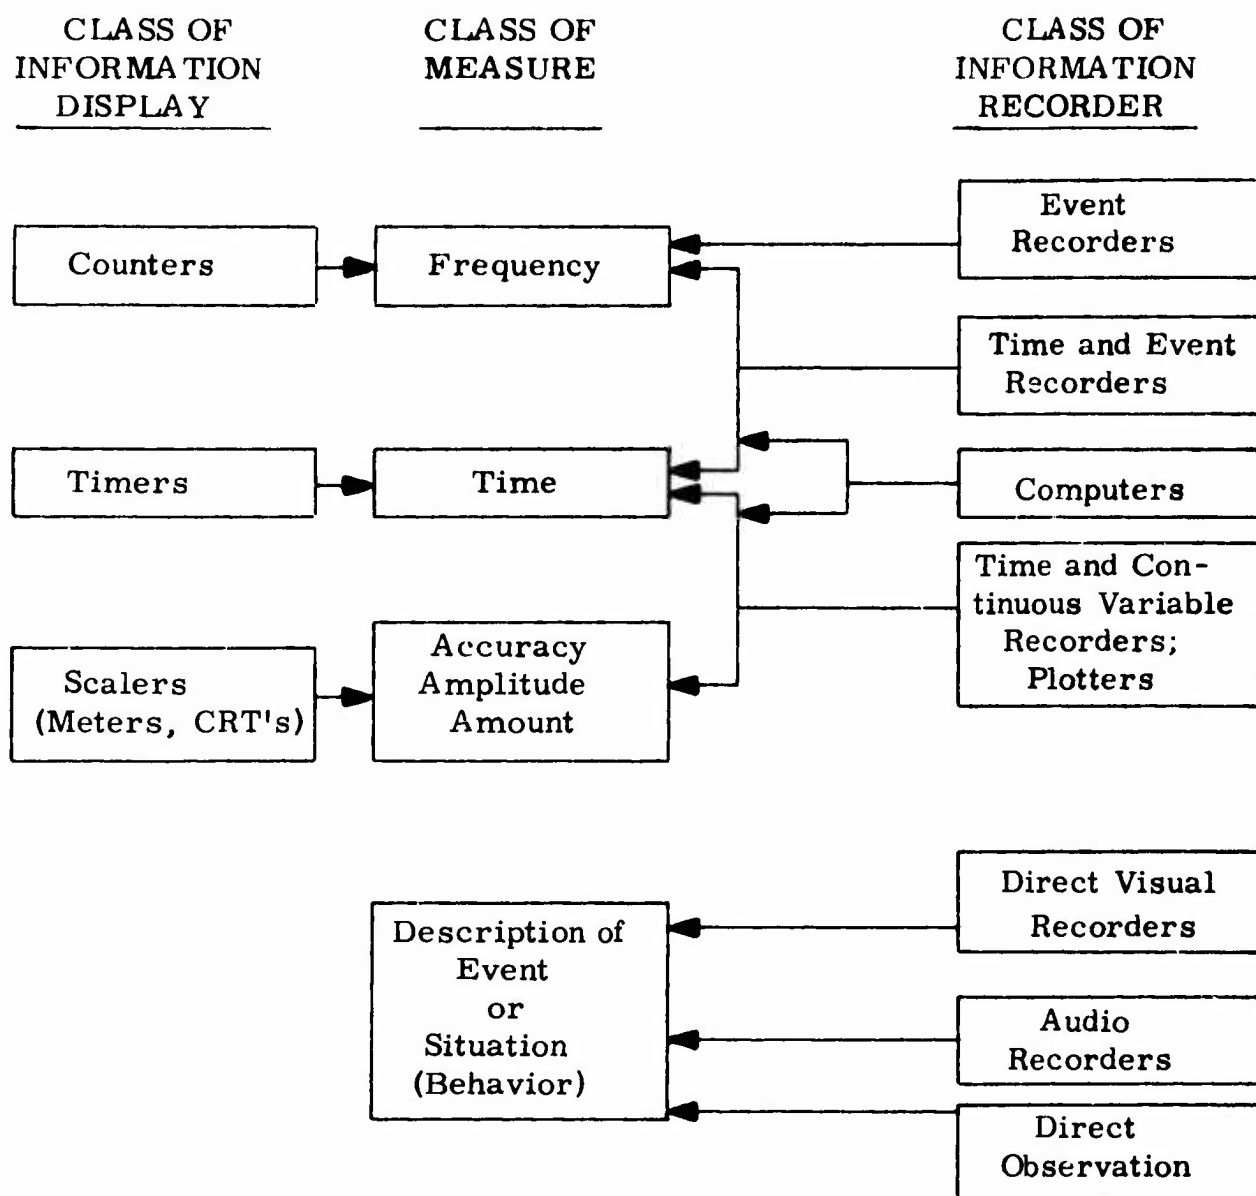 CLASS OF
INFORMATION
DISPLAY
CLASS OF
MEASURE
CLASS OF
INFORMATION
RECORDER
Counters
Frequency
Event
Recorders
Time and Event
Recorders
Timers
Time
Computers
Scalers
(Meters, CRT's)
Accuracy
Amplitude
Amount
Time and Con-
tinuous Variable
Recorders;
Plotters
Description of
Event
or
Situation
(Behavior)
Direct Visual
Recorders
Audio
Recorders
Direct
Observation